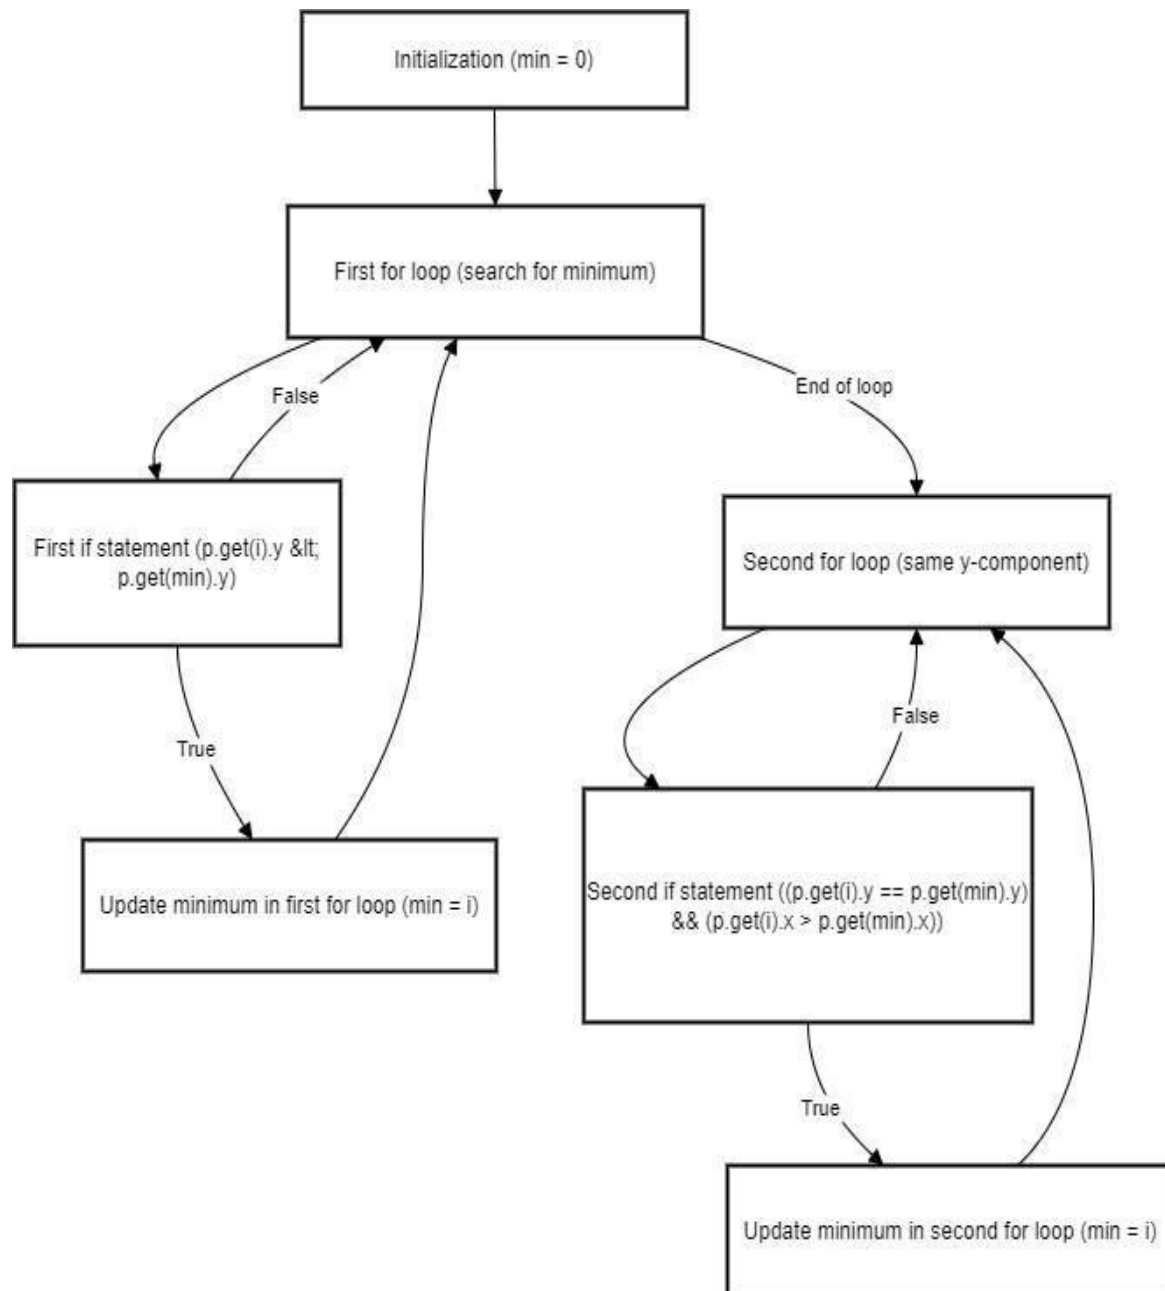 Initialization (min = 0)
First for loop (search for minimum)
False
End of loop
First if statement (p.get(i).y &lt;
p.get(min).y)
Second for loop (same y-component)
False
True
Update minimum in first for loop (min = i)
Second if statement ((p.get(i).y == p.get(min).y)
&& (p.get(i).x > p.get(min).x))
True
Update minimum in second for loop (min = i)